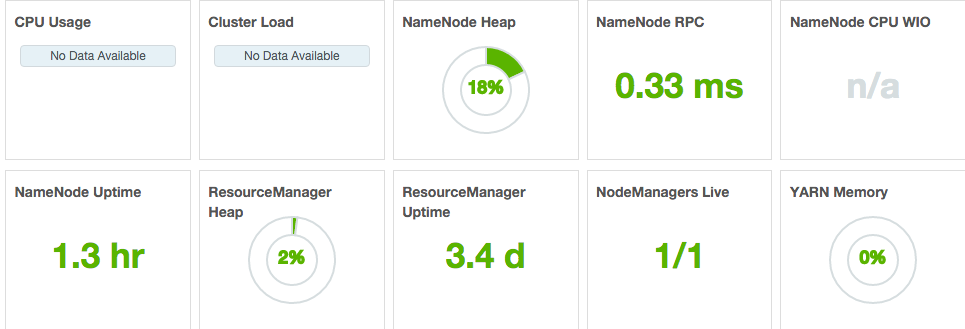 CPU Usage
No Data Available
Cluster Load
No Data Available
NameNode Heap
18%
NameNode RPC
0.33 ms
NameNode CPU WIO
n/a
NameNode Uptime
1.3 hr
ResourceManager
Heap
2%
ResourceManager
Uptime
3.4 d
NodeManagers Live
1/1
YARN Memory
0%